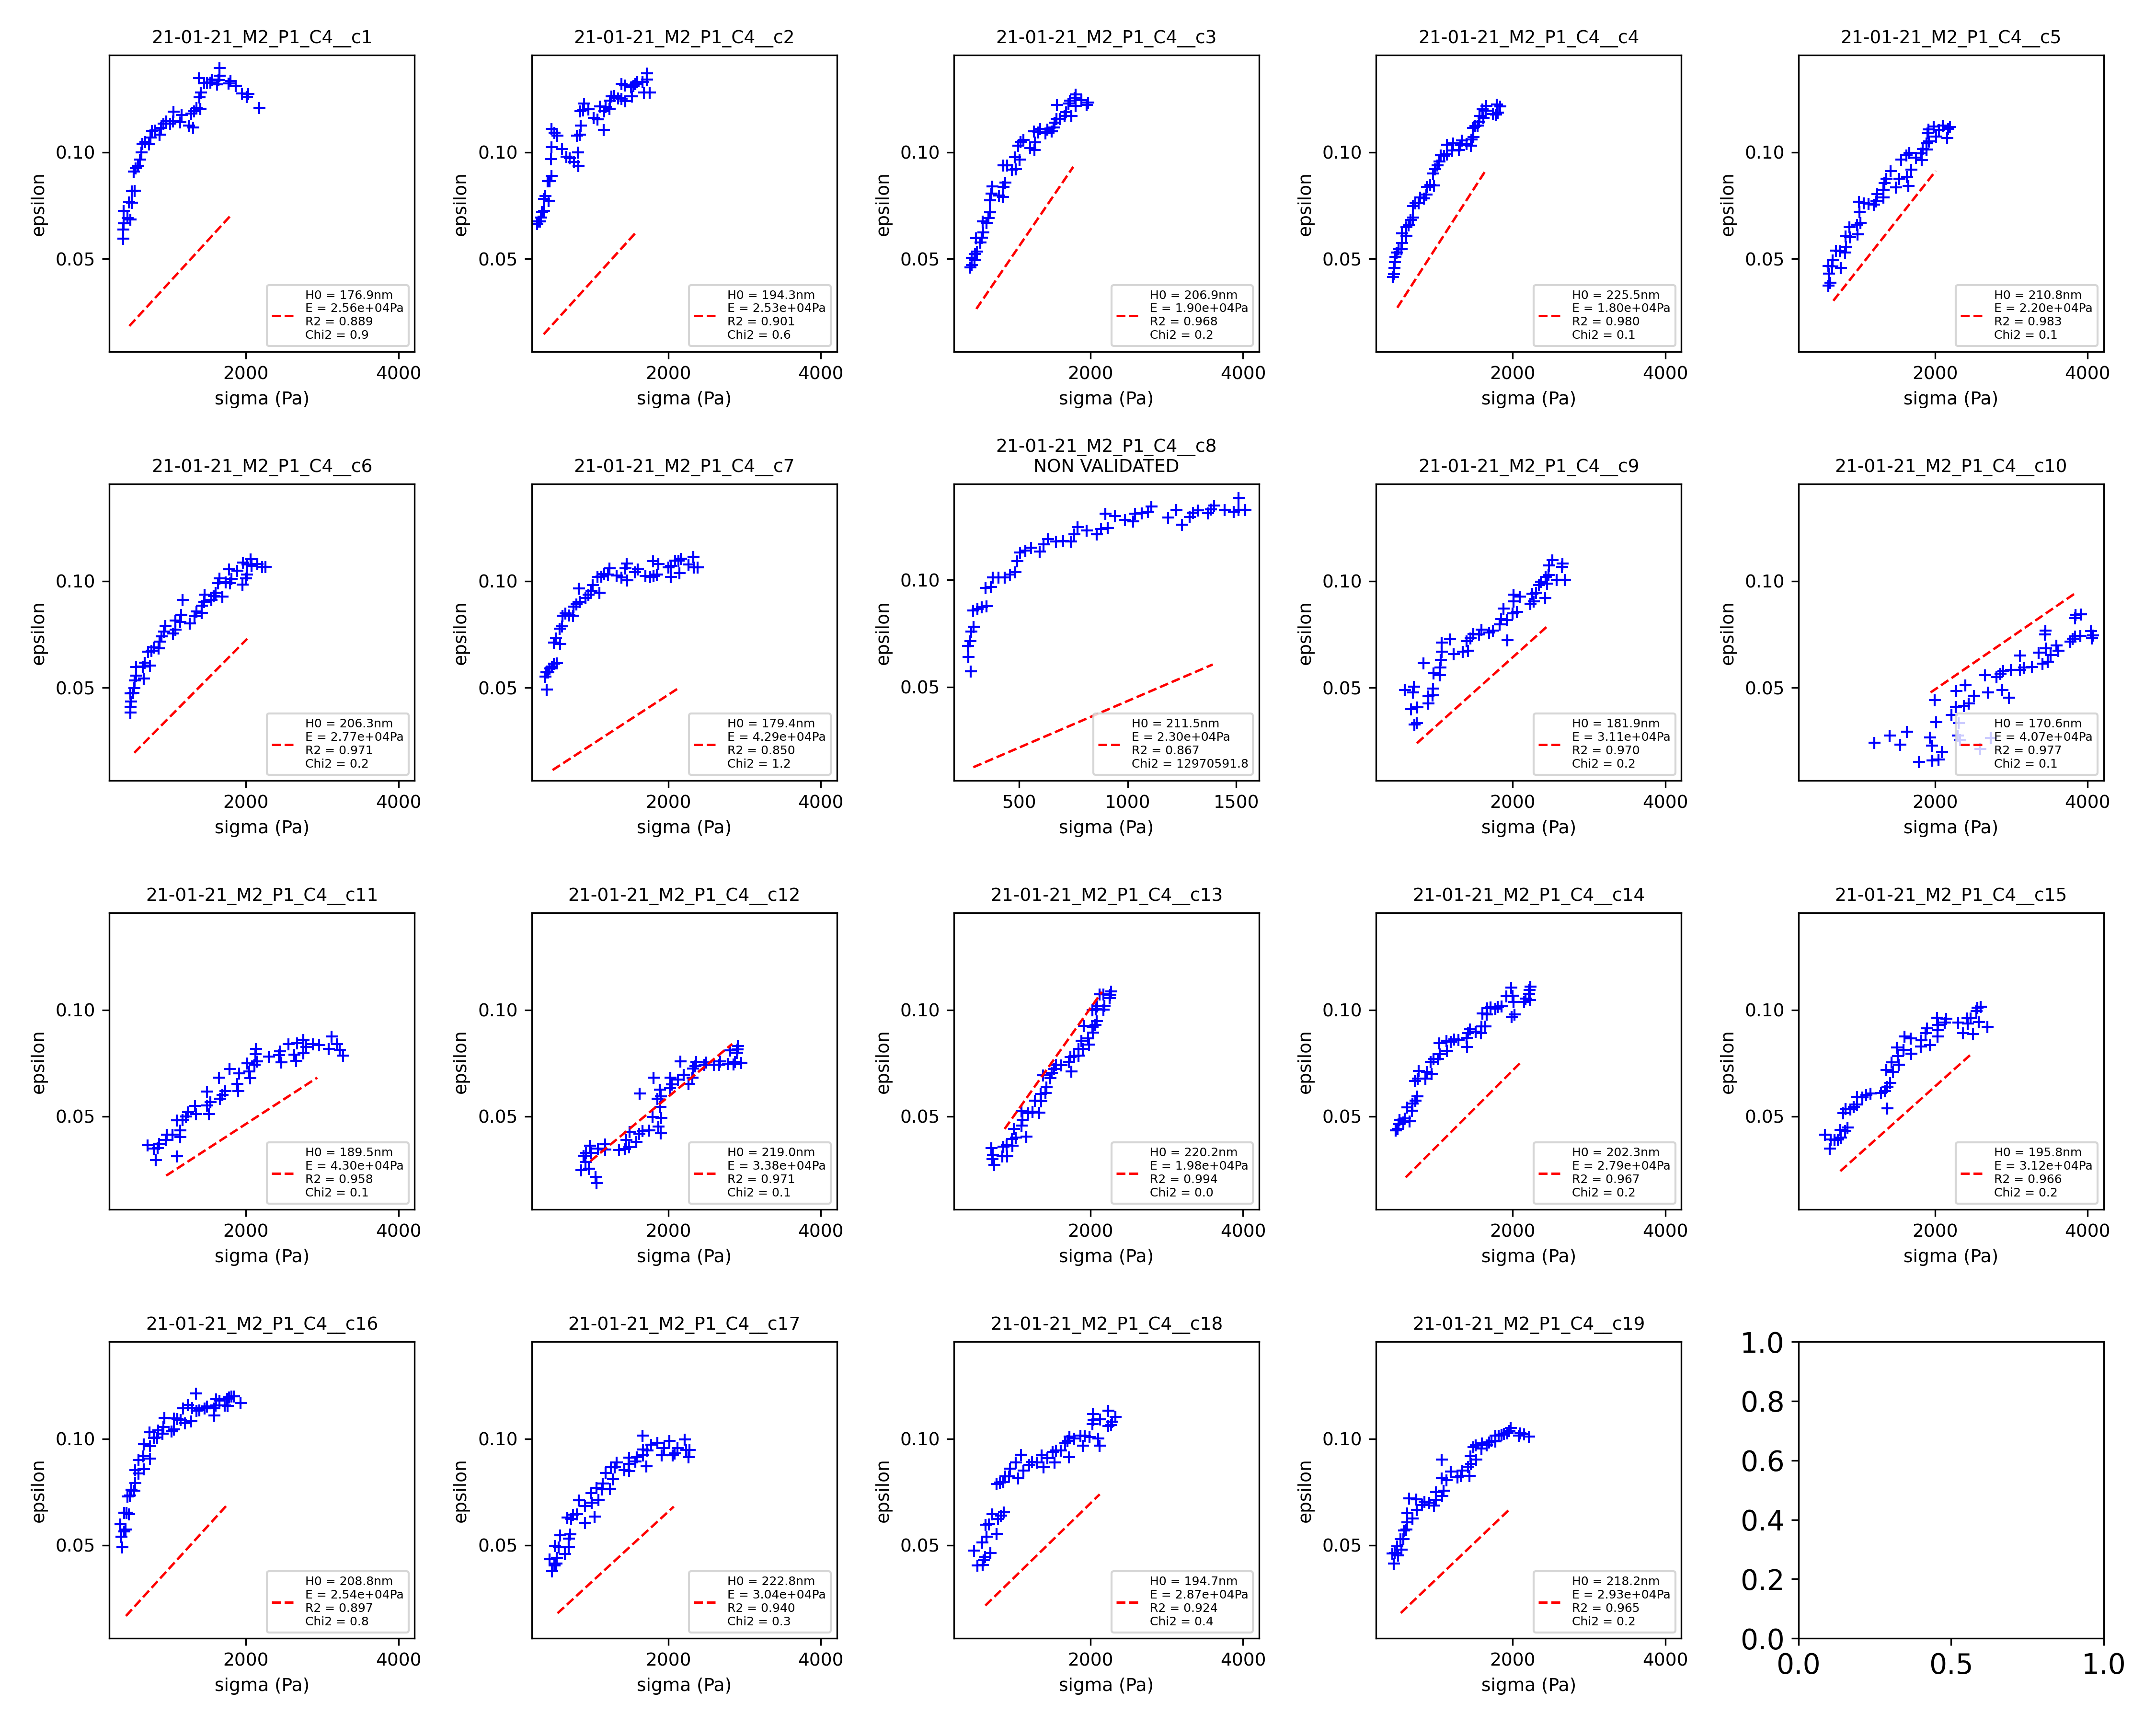 21-01-21_M2_P1_C4__c1
epsilon
0.10
0.05
H0 = 176.9nm
E = 2.56e+04Pa
R2 = 0.889
Chi2 = 0.9
2000
4000
sigma (Pa)
21-01-21_M2_P1_C4__c2
epsilon
0.10
0.05
H0 = 194.3nm
E = 2.53e+04Pa
R2 = 0.901
Chi2 = 0.6
2000
4000
sigma (Pa)
21-01-21_M2_P1_C4__c3
epsilon
0.10
0.05
H0 = 206.9nm
E = 1.90e+04Pa
R2 = 0.968
Chi2 = 0.2
2000
4000
sigma (Pa)
21-01-21_M2_P1_C4__c4
epsilon
0.10
0.05
H0 = 225.5nm
E = 1.80e+04Pa
R2 = 0.980
Chi2 = 0.1
2000
4000
sigma (Pa)
21-01-21_M2_P1_C4__c5
epsilon
0.10
0.05
H0 = 210.8nm
E = 2.20e+04Pa
R2 = 0.983
Chi2 = 0.1
2000
4000
sigma (Pa)
21-01-21_M2_P1_C4__c6
epsilon
0.10
0.05
H0 = 206.3nm
E = 2.77e+04Pa
R2 = 0.971
Chi2 = 0.2
2000
4000
sigma (Pa)
21-01-21_M2_P1_C4__c7
epsilon
0.10
0.05
H0 = 179.4nm
E = 4.29e+04Pa
R2 = 0.850
Chi2 = 1.2
2000
4000
sigma (Pa)
21-01-21_M2_P1_C4__c8
NON VALIDATED
epsilon
0.10
0.05
H0 = 211.5nm
E = 2.30e+04Pa
R2 = 0.867
Chi2 = 12970591.8
500
1000
1500
sigma (Pa)
21-01-21_M2_P1_C4__c9
epsilon
0.10
0.05
H0 = 181.9nm
E = 3.11e+04Pa
R2 = 0.970
Chi2 = 0.2
2000
4000
sigma (Pa)
21-01-21_M2_P1_C4__c10
epsilon
0.10
0.05
H0 = 170.6nm
E = 4.07e+04Pa
R2 = 0.977
Chi2 = 0.1
2000
4000
sigma (Pa)
21-01-21_M2_P1_C4__c11
epsilon
0.10
0.05
H0 = 189.5nm
E = 4.30e+04Pa
R2 = 0.958
Chi2 = 0.1
2000
4000
sigma (Pa)
21-01-21_M2_P1_C4__c12
epsilon
0.10
0.05
H0 = 219.0nm
E = 3.38e+04Pa
R2 = 0.971
Chi2 = 0.1
2000
4000
sigma (Pa)
21-01-21_M2_P1_C4__c13
epsilon
0.10
0.05
H0 = 220.2nm
E = 1.98e+04Pa
R2 = 0.994
Chi2 = 0.0
2000
4000
sigma (Pa)
21-01-21_M2_P1_C4__c14
epsilon
0.10
0.05
H0 = 202.3nm
E = 2.79e+04Pa
R2 = 0.967
Chi2 = 0.2
2000
4000
sigma (Pa)
21-01-21_M2_P1_C4__c15
epsilon
0.10
0.05
H0 = 195.8nm
E = 3.12e+04Pa
R2 = 0.966
Chi2 = 0.2
2000
4000
sigma (Pa)
21-01-21_M2_P1_C4__c16
epsilon
0.10
0.05
H0 = 208.8nm
E = 2.54e+04Pa
R2 = 0.897
Chi2 = 0.8
2000
4000
sigma (Pa)
21-01-21_M2_P1_C4__c17
epsilon
0.10
0.05
H0 = 222.8nm
E = 3.04e+04Pa
R2 = 0.940
Chi2 = 0.3
2000
4000
sigma (Pa)
21-01-21_M2_P1_C4__c18
epsilon
0.10
0.05
H0 = 194.7nm
E = 2.87e+04Pa
R2 = 0.924
Chi2 = 0.4
2000
4000
sigma (Pa)
21-01-21_M2_P1_C4__c19
epsilon
0.10
0.05
H0 = 218.2nm
E = 2.93e+04Pa
R2 = 0.965
Chi2 = 0.2
2000
4000
sigma (Pa)
1.0
0.8
0.6
0.4
0.2
0.0
0.0
0.5
1.0